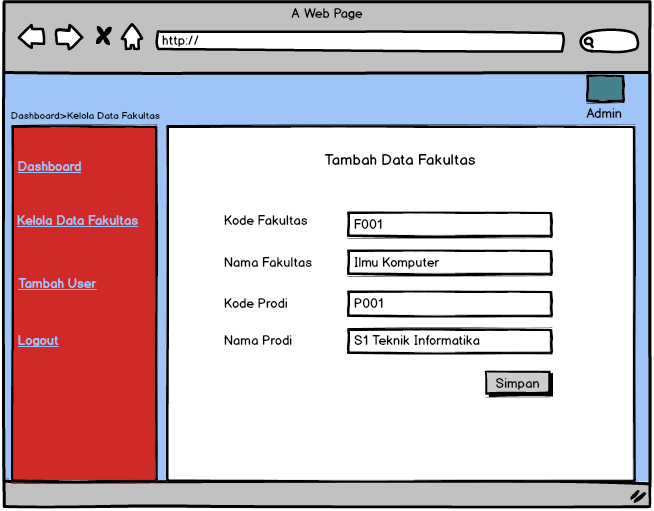 A Web Page
http://
Admin
Dashboard>Kelola Data Fakultas
Dashboard
Kelola Data Fakultas
Tambah User
Logout
Tambah Data Fakultas
Kode Fakultas F001
Nama Fakultas Ilmu Komputer
Kode Prodi P001
Nama Prodi S1 Teknik Informatika
Simpan